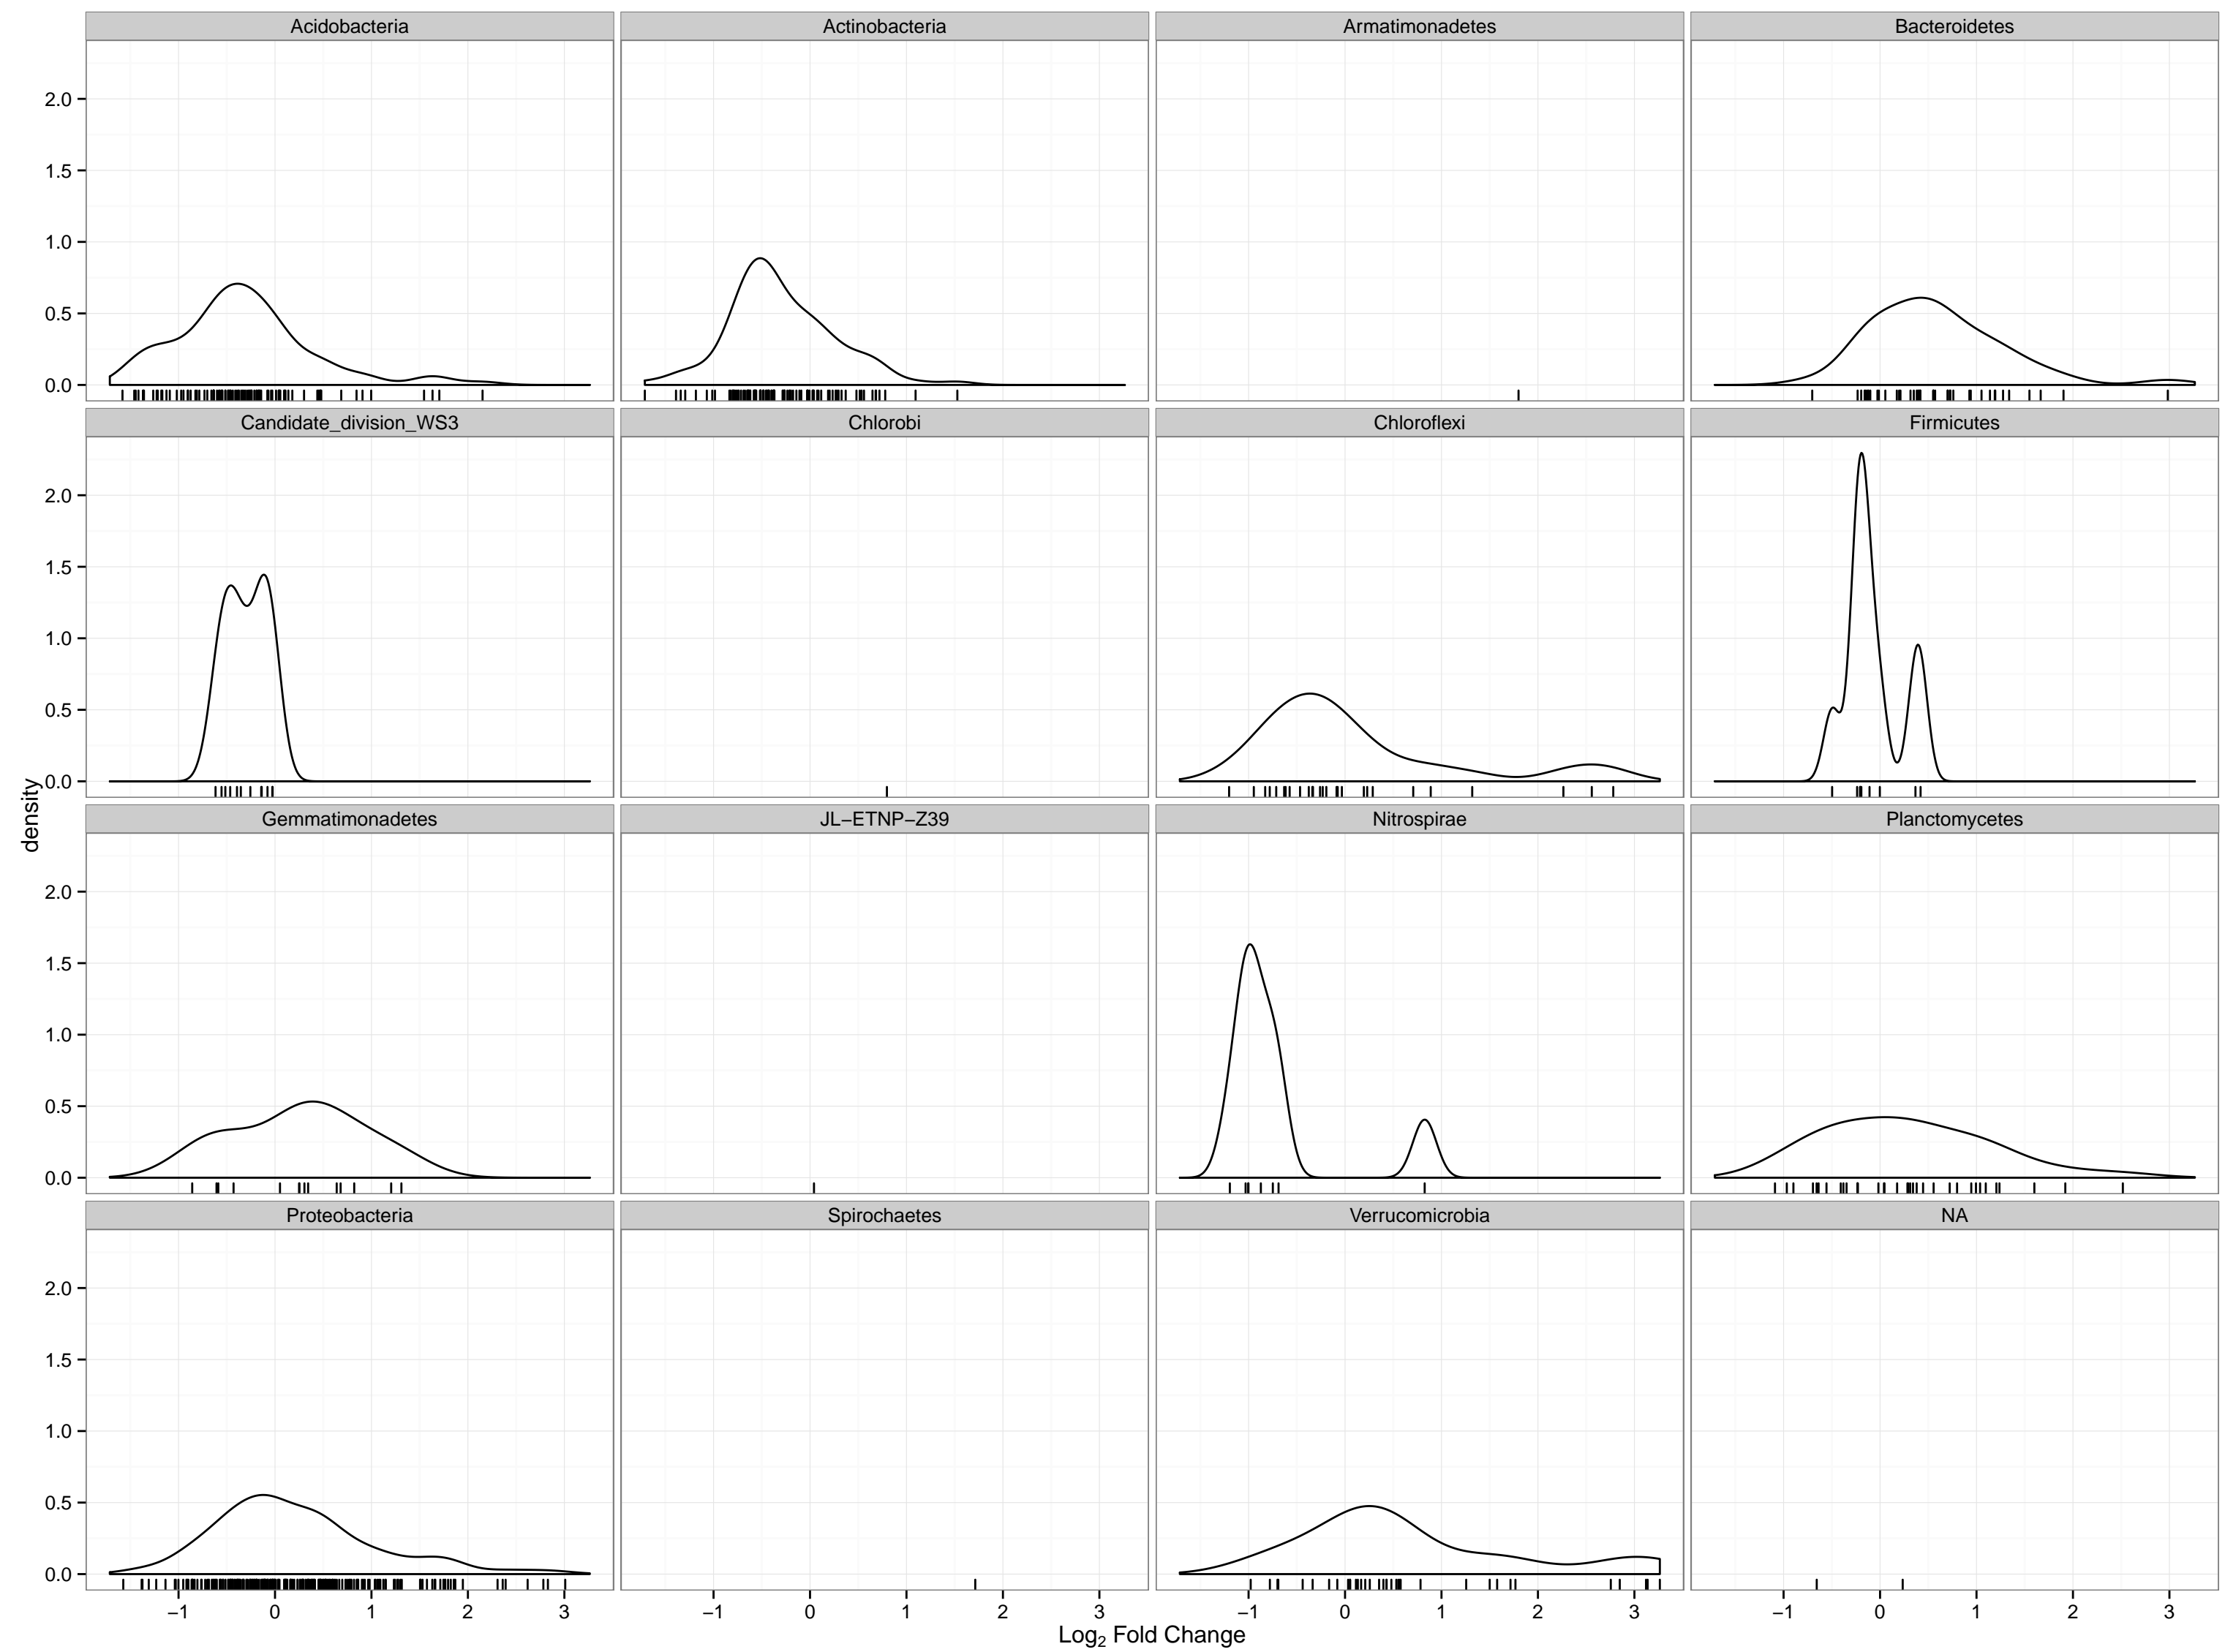 Acidobacteria Actinobacteria Armatimonadetes Bacteroidetes
2.0
1.5
1.0
0.5
0.0
Candidate_division_WS3 Chlorobi Chloroflexi Firmicutes
2.0
1.5
1.0
0.5
0.0
density
Gemmatimonadetes JL−ETNP−Z39 Nitrospirae Planctomycetes
2.0
1.5
1.0
0.5
0.0
Proteobacteria Spirochaetes Verrucomicrobia NA
2.0
1.5
1.0
0.5
0.0
−1 0 1 2 3 −1 0 1 2 3 −1 0 1 2 3 −1 0 1 2 3
Log₂ Fold Change